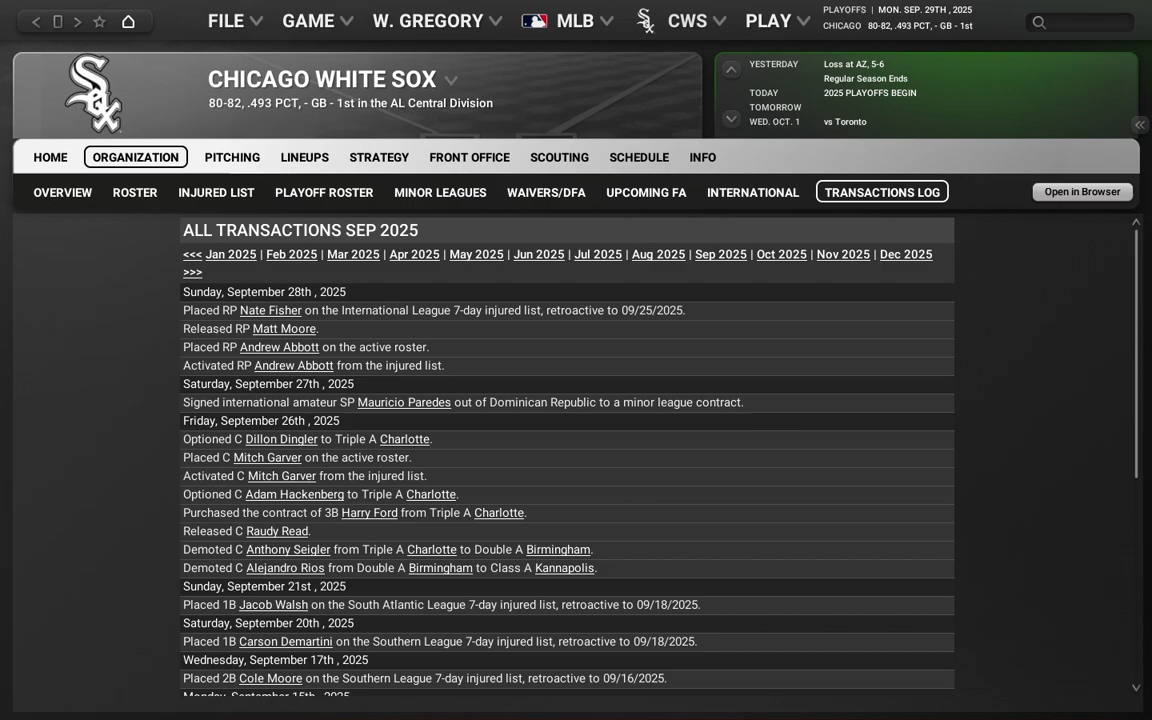 FILE GAME W. GREGORY MLB CWS PLAY
PLAYOFFS | MON. SEP. 29TH , 2025
CHICAGO 80-82, .493 PCT, - GB - 1st
CHICAGO WHITE SOX
80-82, .493 PCT, - GB - 1st in the AL Central Division
YESTERDAY Loss at AZ, 5-6
Regular Season Ends
TODAY 2025 PLAYOFFS BEGIN
TOMORROW
WED. OCT. 1 vs Toronto
HOME ORGANIZATION PITCHING LINEUPS STRATEGY FRONT OFFICE SCOUTING SCHEDULE INFO
OVERVIEW ROSTER INJURED LIST PLAYOFF ROSTER MINOR LEAGUES WAIVERS/DFA UPCOMING FA INTERNATIONAL TRANSACTIONS LOG Open in Browser
ALL TRANSACTIONS SEP 2025
<<< Jan 2025 | Feb 2025 | Mar 2025 | Apr 2025 | May 2025 | Jun 2025 | Jul 2025 | Aug 2025 | Sep 2025 | Oct 2025 | Nov 2025 | Dec 2025
>>>
Sunday, September 28th , 2025
Placed RP Nate Fisher on the International League 7-day injured list, retroactive to 09/25/2025.
Released RP Matt Moore.
Placed RP Andrew Abbott on the active roster.
Activated RP Andrew Abbott from the injured list.
Saturday, September 27th , 2025
Signed international amateur SP Mauricio Paredes out of Dominican Republic to a minor league contract.
Friday, September 26th , 2025
Optioned C Dillon Dingler to Triple A Charlotte.
Placed C Mitch Garver on the active roster.
Activated C Mitch Garver from the injured list.
Optioned C Adam Hackenberg to Triple A Charlotte.
Purchased the contract of 3B Harry Ford from Triple A Charlotte.
Released C Raudy Read.
Demoted C Anthony Seigler from Triple A Charlotte to Double A Birmingham.
Demoted C Alejandro Rios from Double A Birmingham to Class A Kannapolis.
Sunday, September 21st , 2025
Placed 1B Jacob Walsh on the South Atlantic League 7-day injured list, retroactive to 09/18/2025.
Saturday, September 20th , 2025
Placed 1B Carson Demartini on the Southern League 7-day injured list, retroactive to 09/18/2025.
Wednesday, September 17th , 2025
Placed 2B Cole Moore on the Southern League 7-day injured list, retroactive to 09/16/2025.
Monday, September 15th , 2025